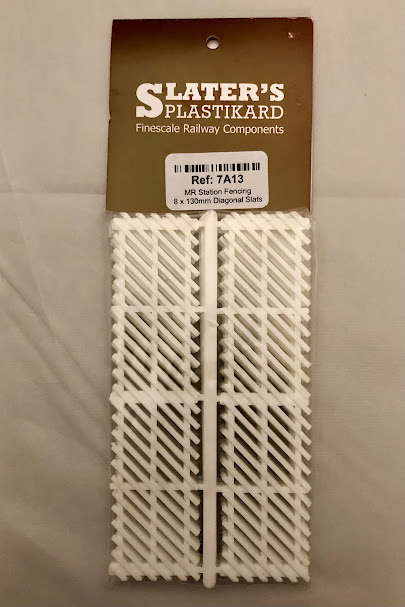 SLATER'S
PLASTIKARD
Finescale Railway Components
Ref: 7A13
MR Station Fencing
8 x 130mm Diagonal Slats